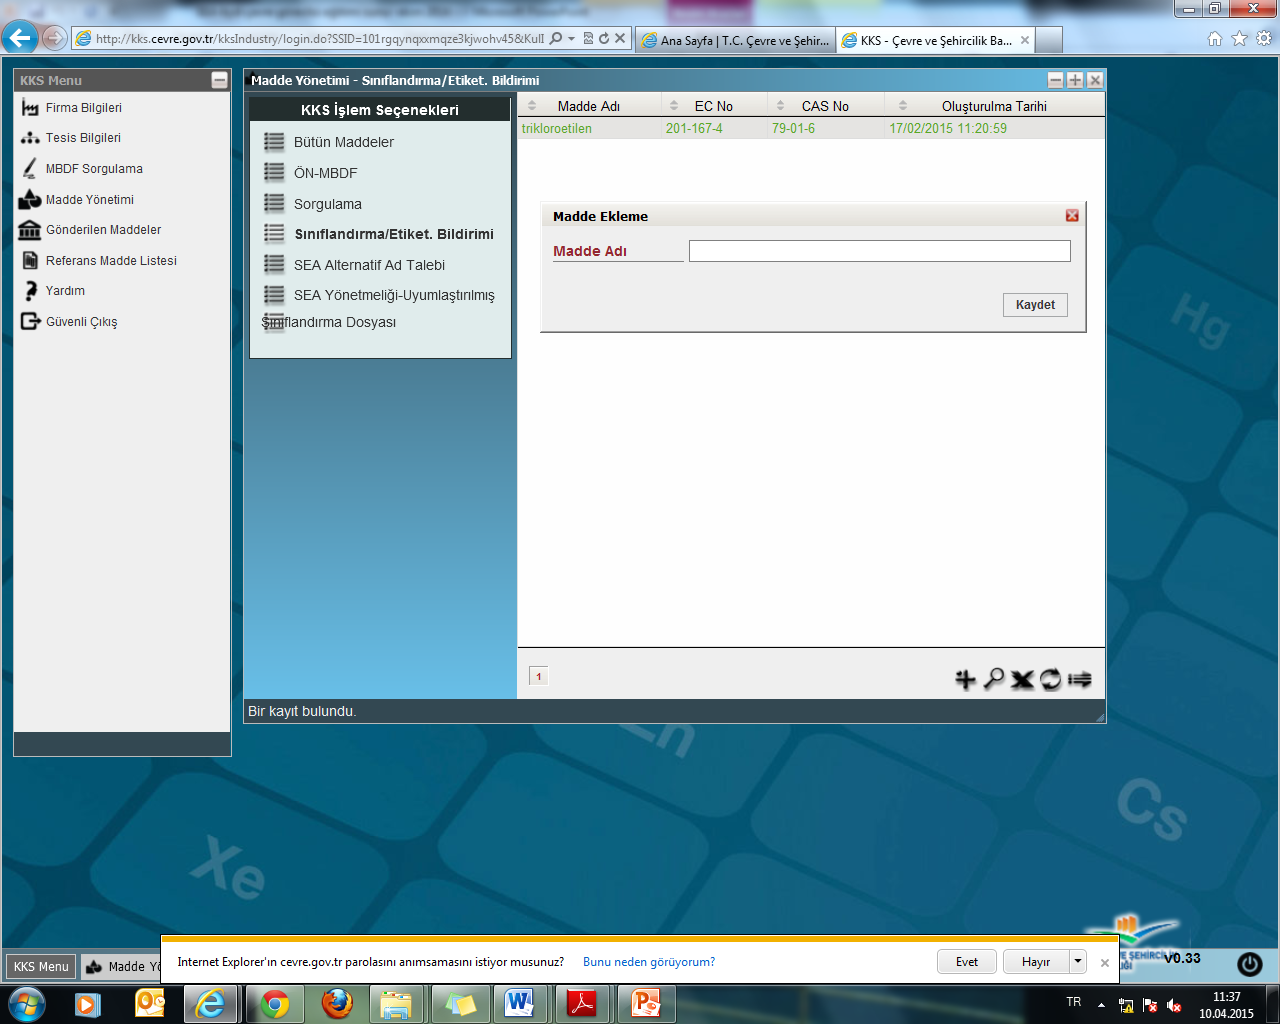 http://kks.cevre.gov.tr/kksIndustry/login.do?SSID=101rgqynqxxmqze3kjwohv45&Kull
Ana Sayfa | T.C. Çevre ve Şehir...
KKS - Çevre ve Şehircilik Ba...
KKS Menu
Firma Bilgileri
Tesis Bilgileri
MBDF Sorgulama
Madde Yönetimi
Gönderilen Maddeler
Referans Madde Listesi
Yardım
Güvenli Çıkış
Madde Yönetimi - Sınıflandırma/Etiket. Bildirimi
KKS İşlem Seçenekleri
Bütün Maddeler
ÖN-MBDF
Sorgulama
Sınıflandırma/Etiket. Bildirimi
SEA Alternatif Ad Talebi
SEA Yönetmeliği-Uyumlaştırılmış
Sınıflandırma Dosyası
Madde Adı EC No CAS No Oluşturulma Tarihi
trikloroetilen 201-167-4 79-01-6 17/02/2015 11:20:59
Madde Ekleme
Madde Adı
Kaydet
1
Bir kayıt bulundu.
Hg
Zn
Cs
Xe
KKS Menu
Madde Yö
Internet Explorer'ın cevre.gov.tr parolasını anımsamasını istiyor musunuz? Bunu neden görüyorum?
Evet
Hayır
v0.33
TR
11:37
10.04.2015